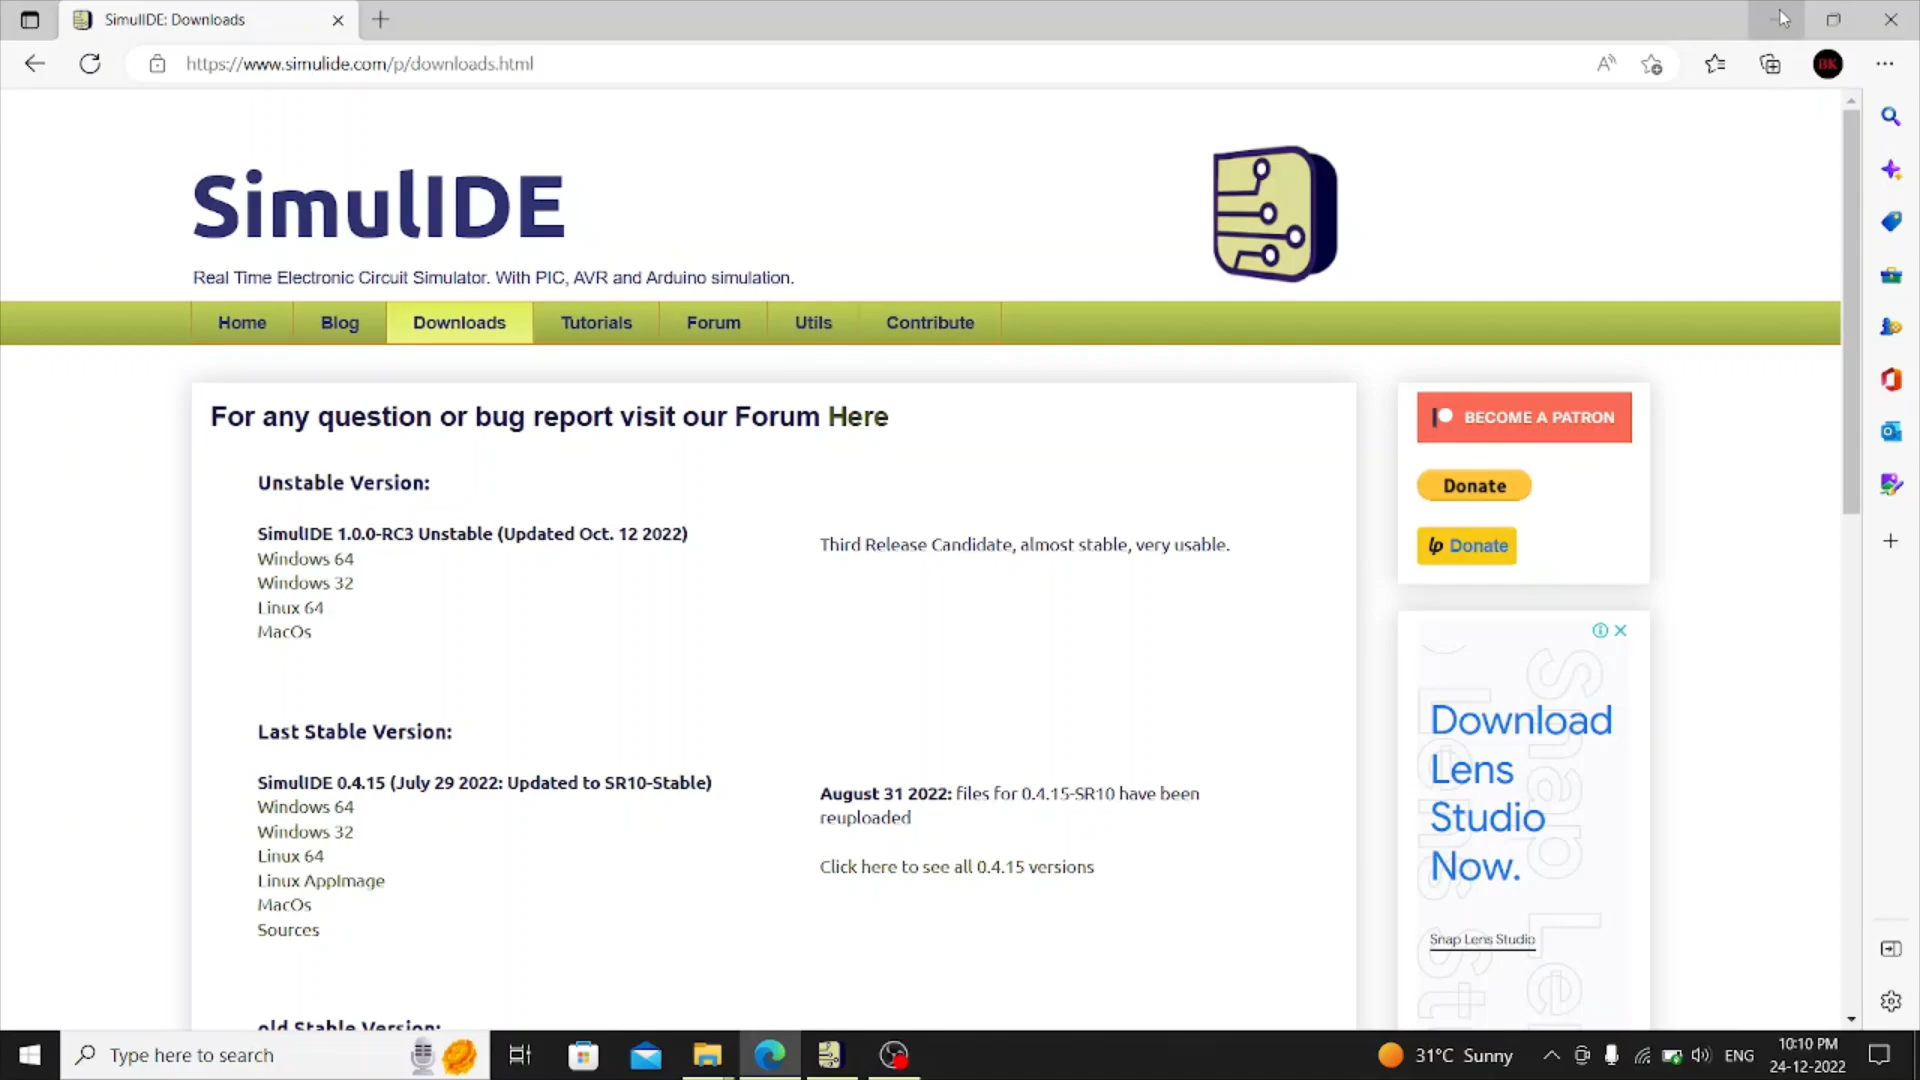 SimulIDE: Downloads
https://www.simulide.com/p/downloads.html
BK
SimulIDE
Real Time Electronic Circuit Simulator. With PIC, AVR and Arduino simulation.
Home
Blog
Downloads
Tutorials
Forum
Utils
Contribute
For any question or bug report visit our Forum Here
Unstable Version:
SimulIDE 1.0.0-RC3 Unstable (Updated Oct. 12 2022)
Windows 64
Windows 32
Linux 64
MacOs
Third Release Candidate, almost stable, very usable.
Last Stable Version:
SimulIDE 0.4.15 (July 29 2022: Updated to SR10-Stable)
Windows 64
Windows 32
Linux 64
Linux AppImage
MacOs
Sources
August 31 2022: files for 0.4.15-SR10 have been
reuploaded
Click here to see all 0.4.15 versions
old Stable Version:
BECOME A PATRON
Donate
lp Donate
Download
Lens
Studio
Now.
Snap Lens Studio
Type here to search
31°C Sunny
ENG
10:10 PM
24-12-2022